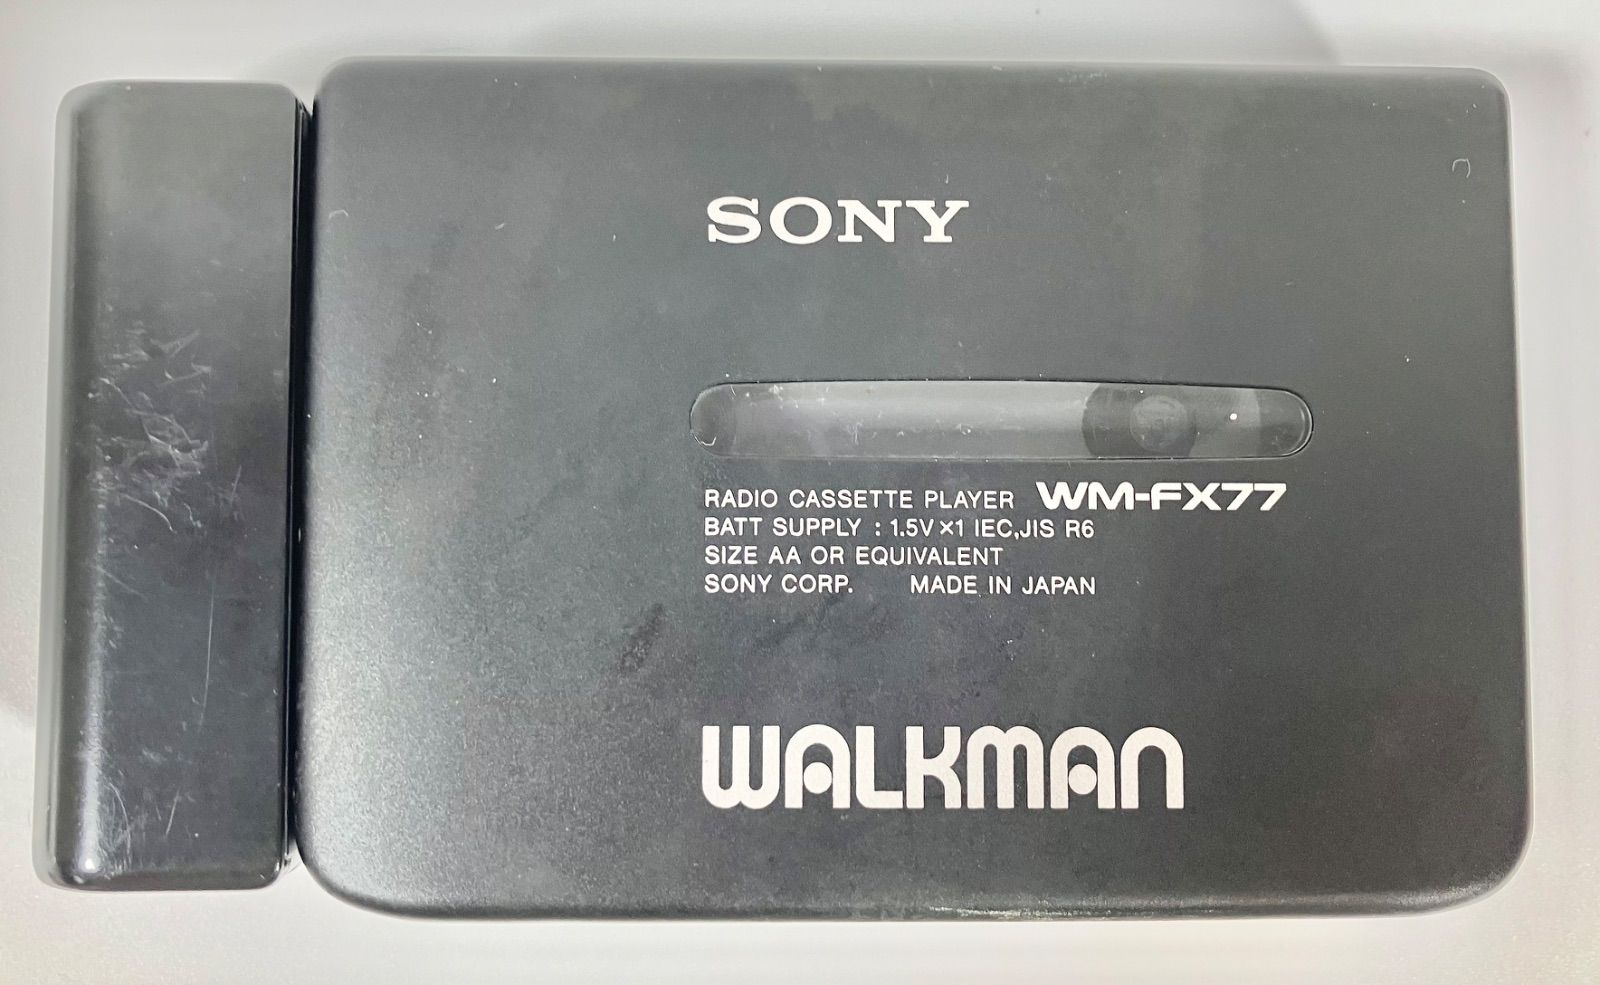 SONY
RADIO CASSETTE PLAYER WM-FX77
BATT SUPPLY : 1.5V×1 IEC,JIS R6
SIZE AA OR EQUIVALENT
SONY CORP. MADE IN JAPAN
WALKMAN